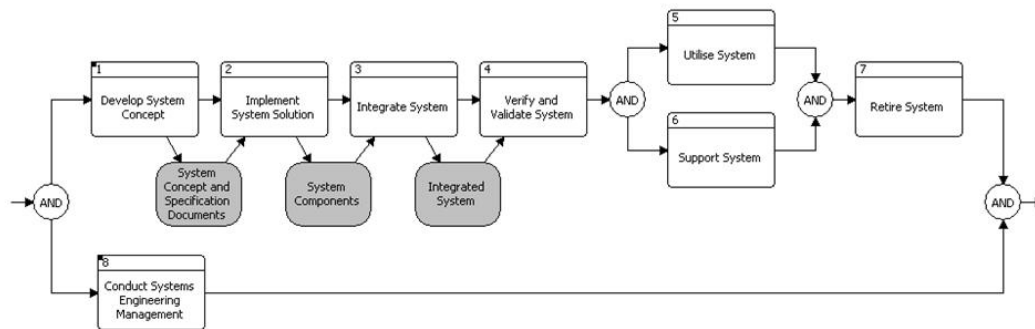 1
Develop System
Concept
2
Implement
System Solution
3
Integrate System
4
Verify and
Validate System
AND
5
Utilise System
6
Support System
AND
7
Retire System
System
Concept and
Specification
Documents
System
Components
Integrated
System
AND
AND
8
Conduct Systems
Engineering
Management